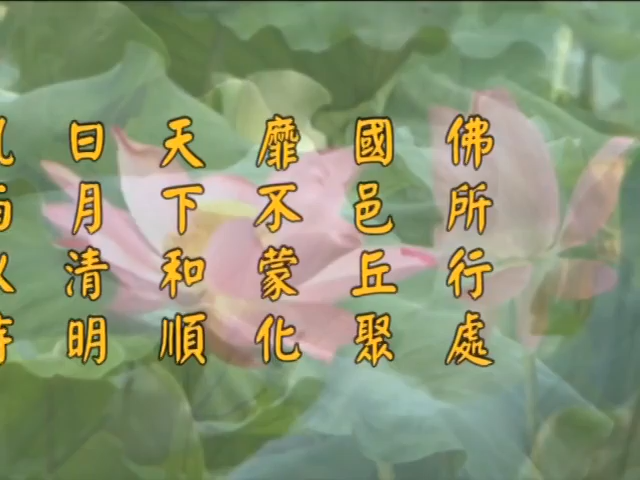 佛所行處
國邑丘聚
靡不蒙化
天下和順
日月清明